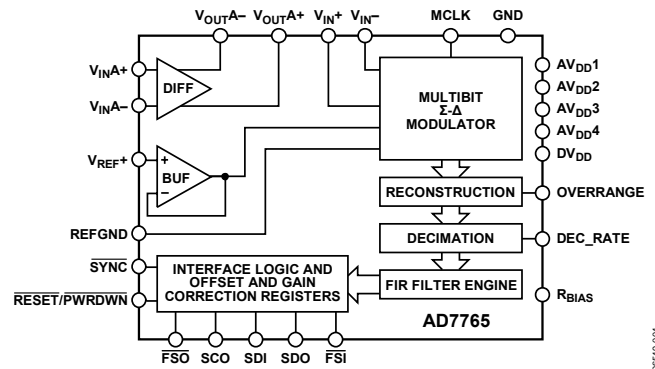 VOUTA– VOUTA+ VIN+ VIN– MCLK GND
VINA+
DIFF
VINA–
AVDD1
AVDD2
AVDD3
AVDD4
DVDD
MULTIBIT
Σ-Δ
MODULATOR
VREF+
+
BUF
–
RECONSTRUCTION
OVERRANGE
REFGND
DECIMATION
DEC_RATE
SYNC
RESET/PWRDWN
INTERFACE LOGIC AND
OFFSET AND GAIN
CORRECTION REGISTERS
FIR FILTER ENGINE
RBIAS
AD7765
FSO SCO SDI SDO FSI